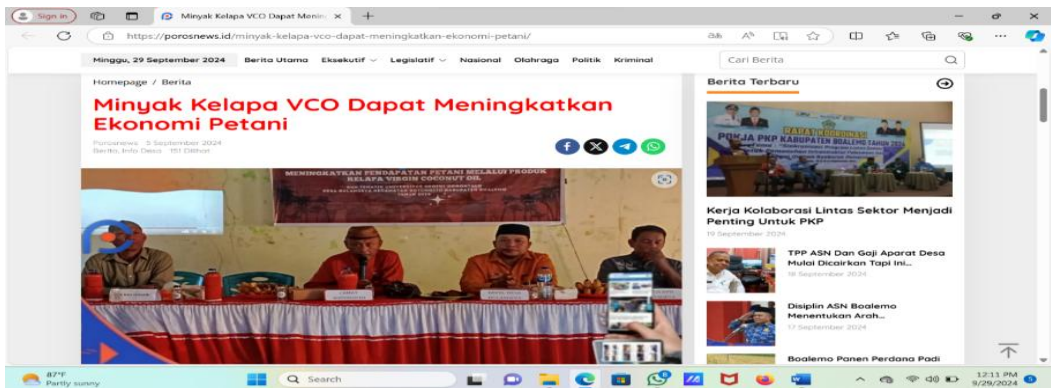 Sign in
Minyak Kelapa VCO Dapat Mening
https://porosnews.id/minyak-kelapa-vco-dapat-meningkatkan-ekonomi-petani/
Minggu, 29 September 2024 Berita Utama Eksekutif Legislatif Nasional Olahraga Politik Kriminal
Cari Berita
Homepage / Berita
Minyak Kelapa VCO Dapat Meningkatkan
Ekonomi Petani
Porosnews 5 September 2024
Berita, Info Desa 151 Dilihat
MENINGKATKAN PENDAPATAN PETANI MELALUI PRODUK
KELAPA VIRGIN COCONUT OIL
Berita Terbaru
RAPAT KOORDINASI
POKJA PKP KABUPATEN BOALEMO TAHUN 2024
Kerja Kolaborasi Lintas Sektor Menjadi
Penting Untuk PKP
19 September 2024
TPP ASN Dan Gaji Aparat Desa
Mulai Dicairkan Tapi Ini...
18 September 2024
Disiplin ASN Boalemo
Menentukan Arah...
17 September 2024
Boalemo Panen Perdana Padi
87°F
Partly sunny
Search
12:11 PM
9/29/2024